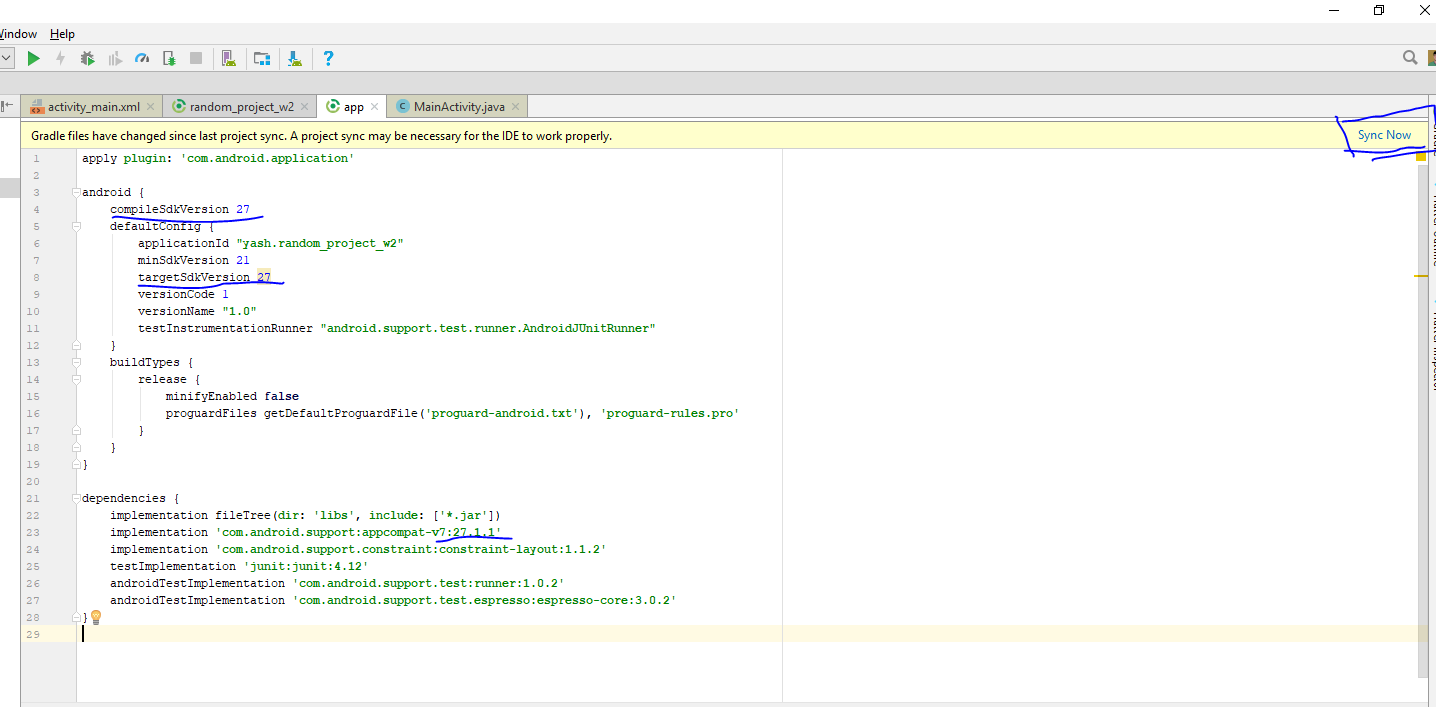 Window Help
activity_main.xml random_project_w2 app MainActivity.java
Gradle files have changed since last project sync. A project sync may be necessary for the IDE to work properly. Sync Now
1 apply plugin: 'com.android.application'
2
3 android {
4 compileSdkVersion 27
5 defaultConfig {
6 applicationId "yash.random_project_w2"
7 minSdkVersion 21
8 targetSdkVersion 27
9 versionCode 1
10 versionName "1.0"
11 testInstrumentationRunner "android.support.test.runner.AndroidJUnitRunner"
12 }
13 buildTypes {
14 release {
15 minifyEnabled false
16 proguardFiles getDefaultProguardFile('proguard-android.txt'), 'proguard-rules.pro'
17 }
18 }
19 }
20
21 dependencies {
22 implementation fileTree(dir: 'libs', include: ['*.jar'])
23 implementation 'com.android.support:appcompat-v7:27.1.1'
24 implementation 'com.android.support.constraint:constraint-layout:1.1.2'
25 testImplementation 'junit:junit:4.12'
26 androidTestImplementation 'com.android.support.test:runner:1.0.2'
27 androidTestImplementation 'com.android.support.test.espresso:espresso-core:3.0.2'
28 }
29